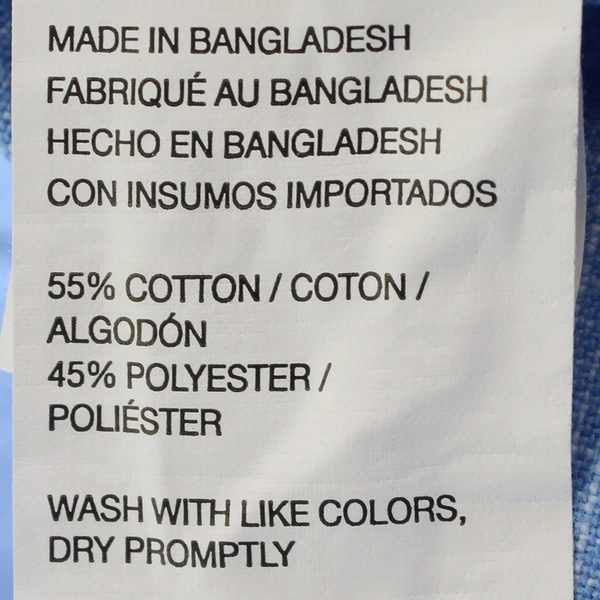 MADE IN BANGLADESH
FABRIQUÉ AU BANGLADESH
HECHO EN BANGLADESH
CON INSUMOS IMPORTADOS
55% COTTON / COTON /
ALGODÓN
45% POLYESTER /
POLIÉSTER
WASH WITH LIKE COLORS,
DRY PROMPTLY